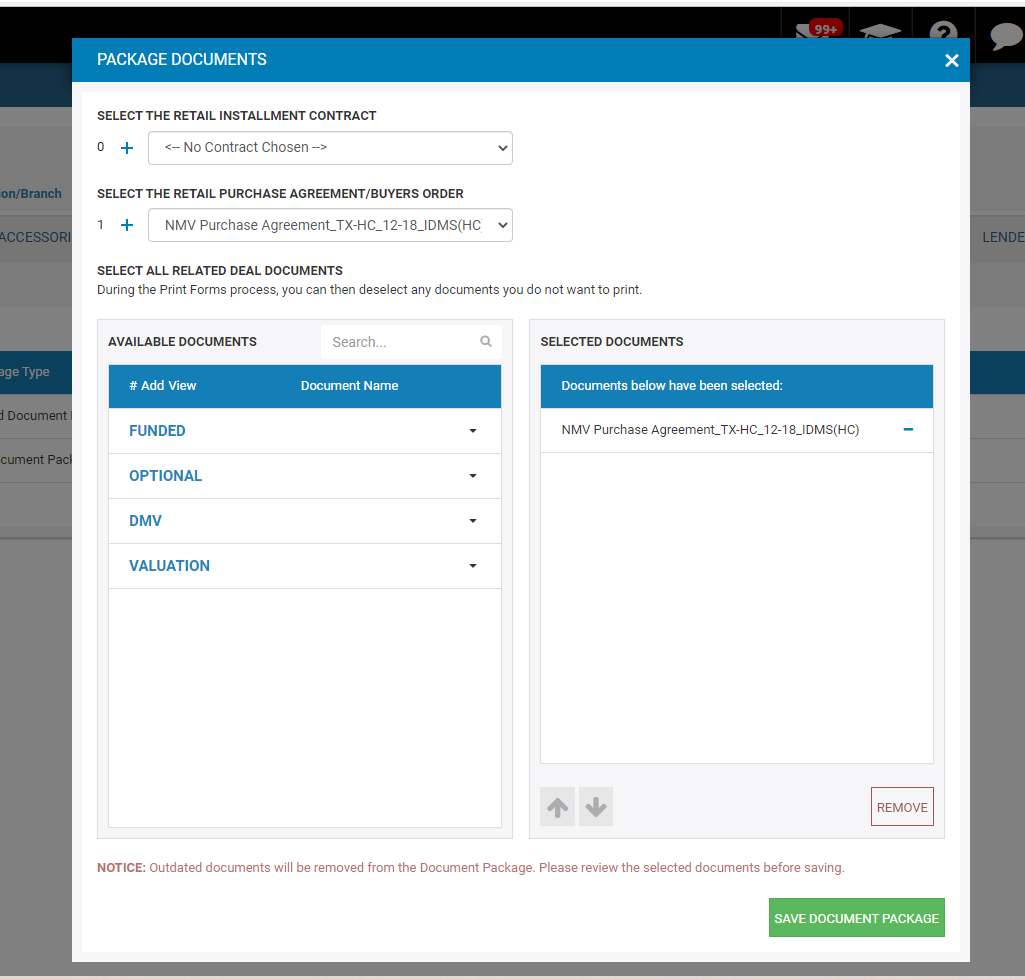 99+
PACKAGE DOCUMENTS
SELECT THE RETAIL INSTALLMENT CONTRACT
0 + <-- No Contract Chosen -->
SELECT THE RETAIL PURCHASE AGREEMENT/BUYERS ORDER
1 + NMV Purchase Agreement_TX-HC_12-18_IDMS(HC)
SELECT ALL RELATED DEAL DOCUMENTS
During the Print Forms process, you can then deselect any documents you do not want to print.
AVAILABLE DOCUMENTS
Search...
# Add View Document Name
FUNDED
OPTIONAL
DMV
VALUATION
SELECTED DOCUMENTS
Documents below have been selected:
NMV Purchase Agreement_TX-HC_12-18_IDMS(HC)
REMOVE
NOTICE: Outdated documents will be removed from the Document Package. Please review the selected documents before saving.
SAVE DOCUMENT PACKAGE
on/Branch
ACCESSORI
LENDE
age Type
d Document
cument Pack